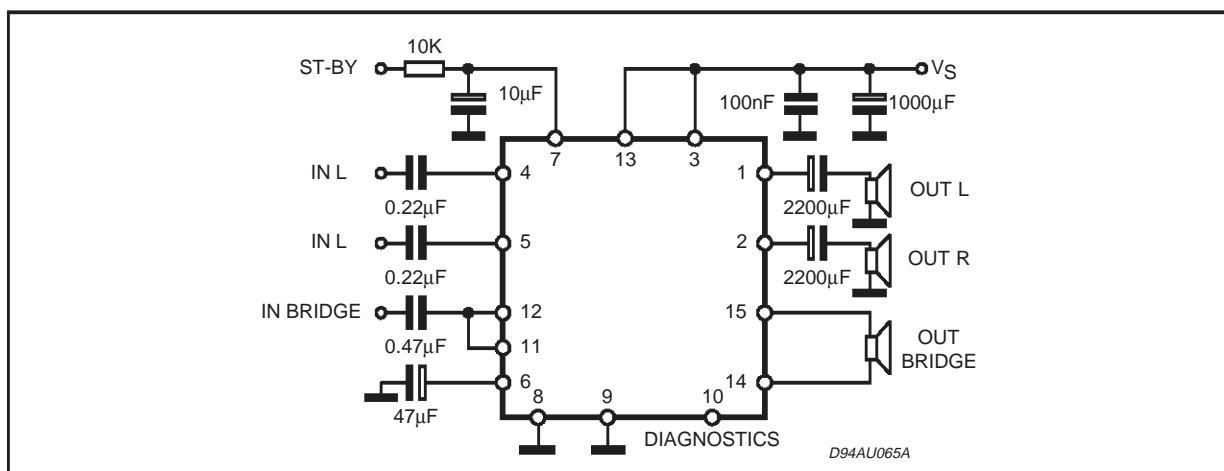 10K
ST-BY
10µF
100nF
1000µF
VS
7
13
3
IN L
0.22µF
4
1
2200µF
OUT L
IN L
0.22µF
5
2
2200µF
OUT R
IN BRIDGE
0.47µF
12
11
15
OUT
BRIDGE
14
6
47µF
8
9
10
DIAGNOSTICS
D94AU065A